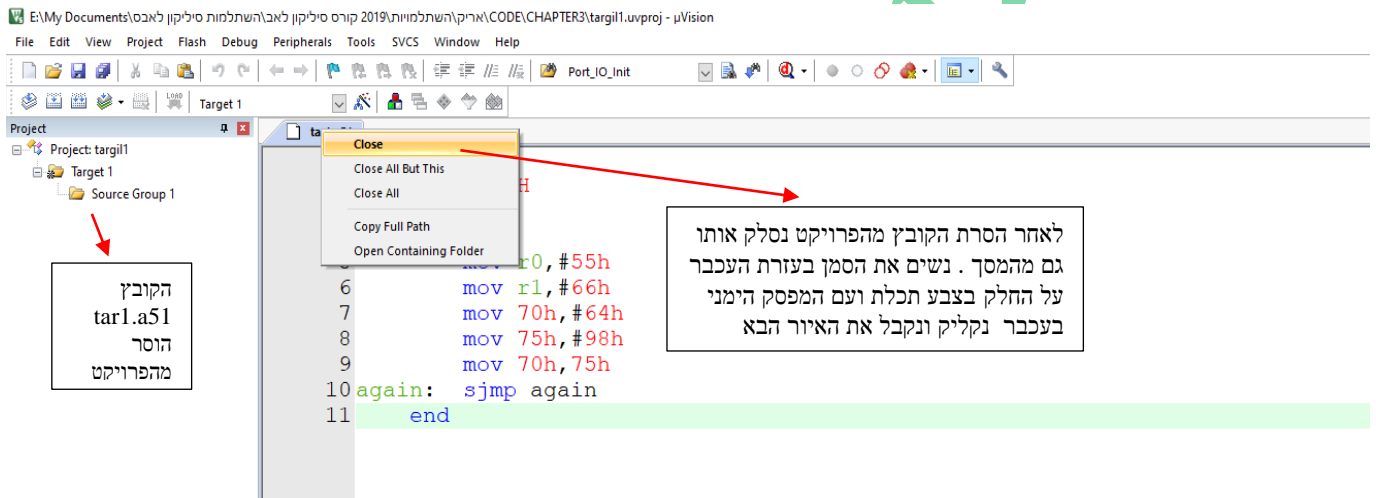 E:\My Documents\השתלמות סיליקון לאבס\השתלמויות\2019 קורס סיליקון לאב\אריק\CODE\CHAPTER3\targil1.uvproj - µVision
File Edit View Project Flash Debug Peripherals Tools SVCS Window Help
Port_IO_Init
LOAD Target 1
Project
Project: targil1
Target 1
Source Group 1
Close
Close All But This
Close All
Copy Full Path
Open Containing Folder
H
r0,#55h
6 mov r1,#66h
7 mov 70h,#64h
8 mov 75h,#98h
9 mov 70h,75h
10 again: sjmp again
11 end
לאחר הסרת הקובץ מהפרויקט נסלק אותו
גם מהמסך . נשים את הסמן בעזרת העכבר
על החלק בצבע תכלת ועם המפסק הימני
בעכבר נקליק ונקבל את האיור הבא
הקובץ
tar1.a51
הוסר
מהפרויקט